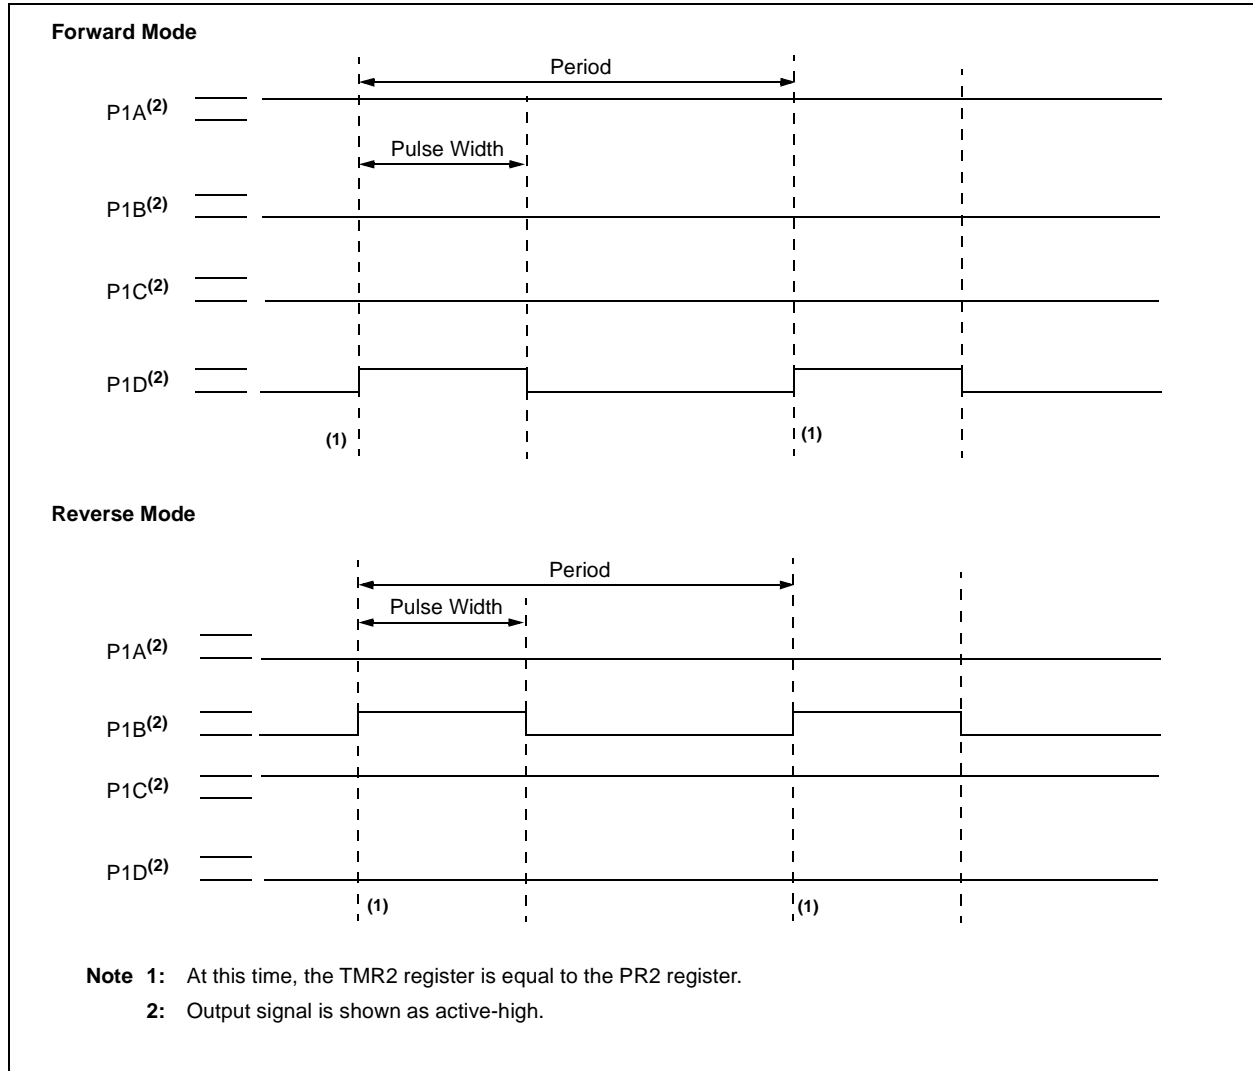 Forward Mode
Period
P1A(2)
Pulse Width
P1B(2)
P1C(2)
P1D(2)
(1)
(1)
Reverse Mode
Period
Pulse Width
P1A(2)
P1B(2)
P1C(2)
P1D(2)
(1)
(1)
Note 1: At this time, the TMR2 register is equal to the PR2 register.
2: Output signal is shown as active-high.